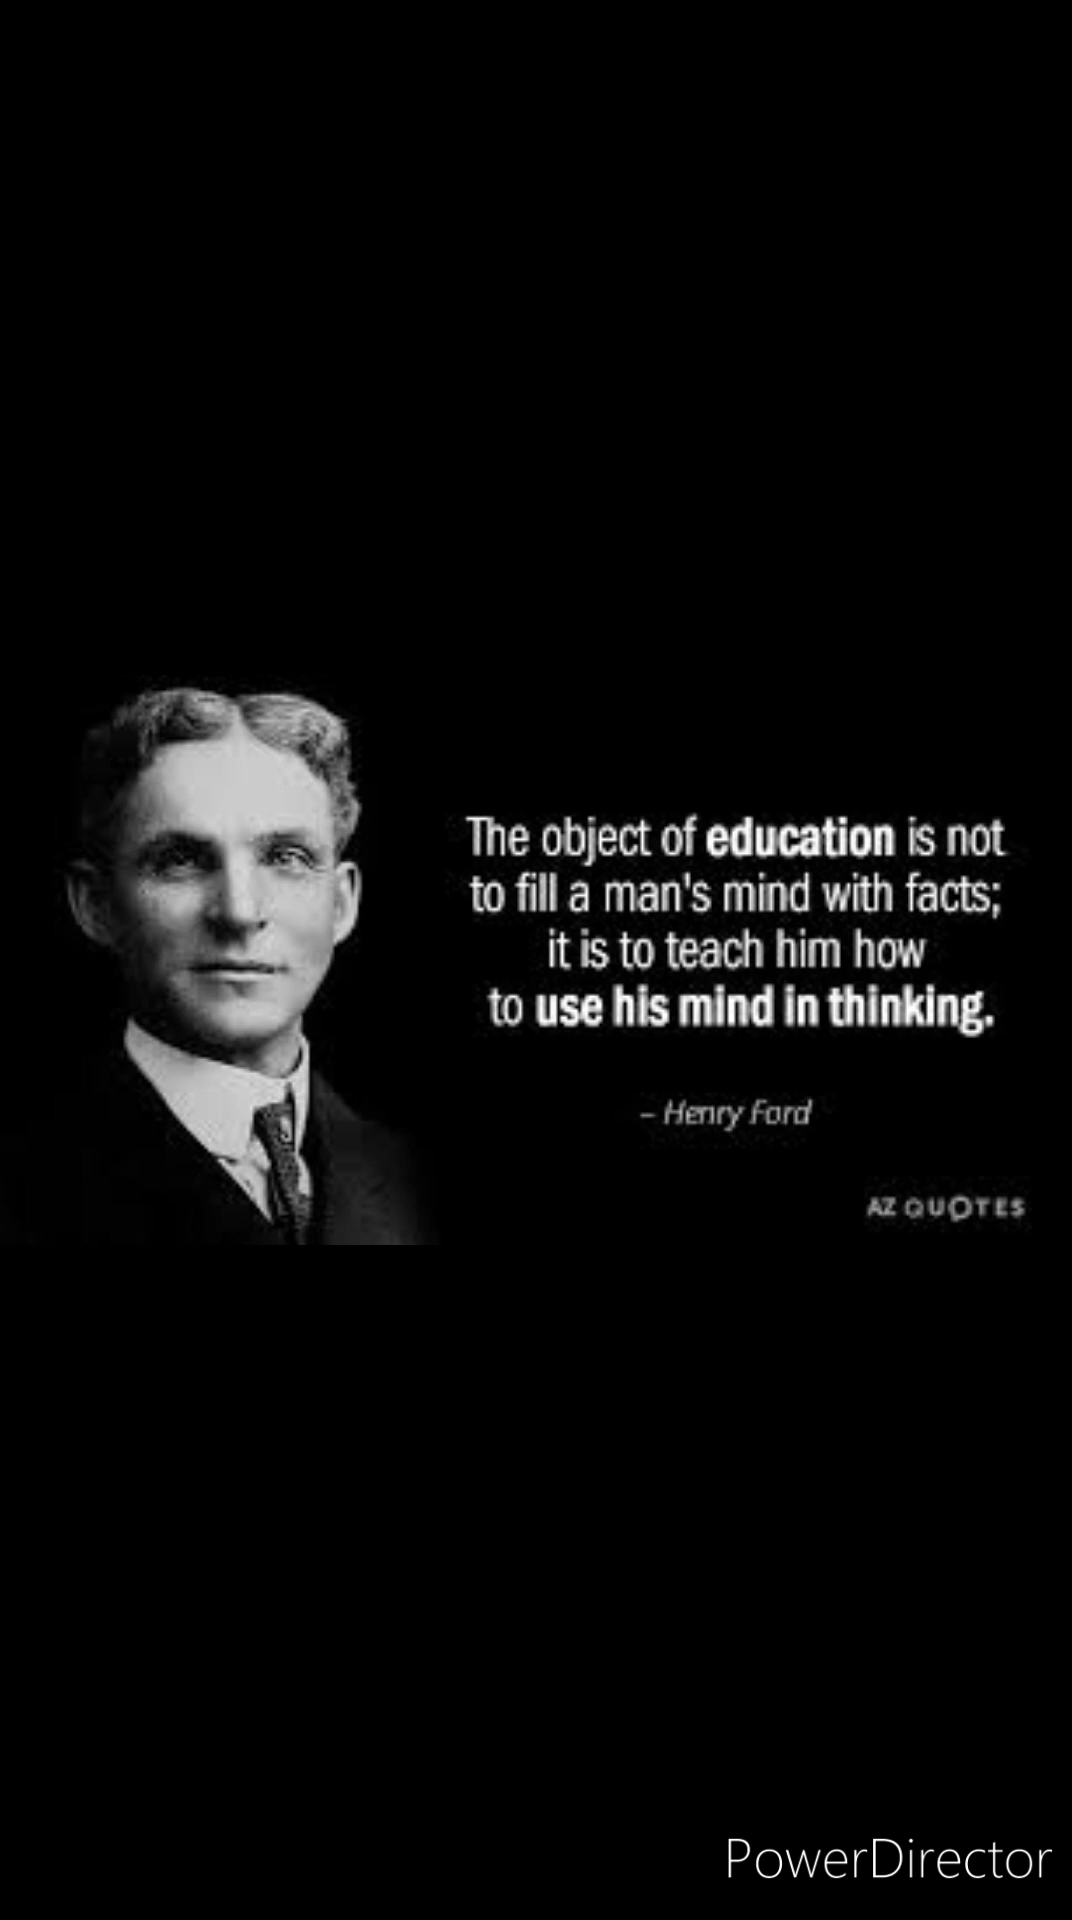 The object of education is not
to fill a man's mind with facts;
it is to teach him how
to use his mind in thinking.
– Henry Ford
AZ QUOTES
PowerDirector